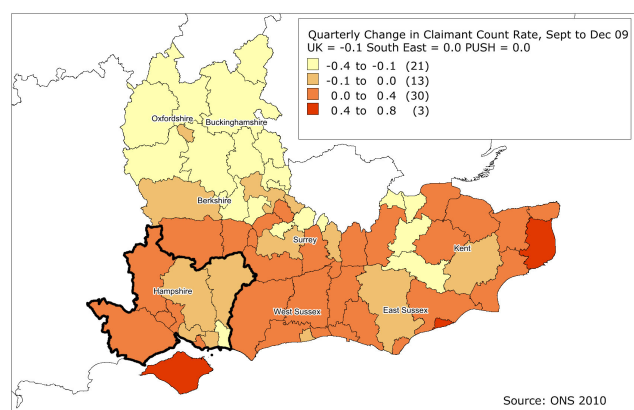 Quarterly Change in Claimant Count Rate, Sept to Dec 09
UK = -0.1 South East = 0.0 PUSH = 0.0
-0.4 to -0.1 (21)
-0.1 to 0.0 (13)
0.0 to 0.4 (30)
0.4 to 0.8 (3)
Oxfordshire
Buckinghamshire
Berkshire
Surrey
Kent
Hampshire
West Sussex
East Sussex
Source: ONS 2010